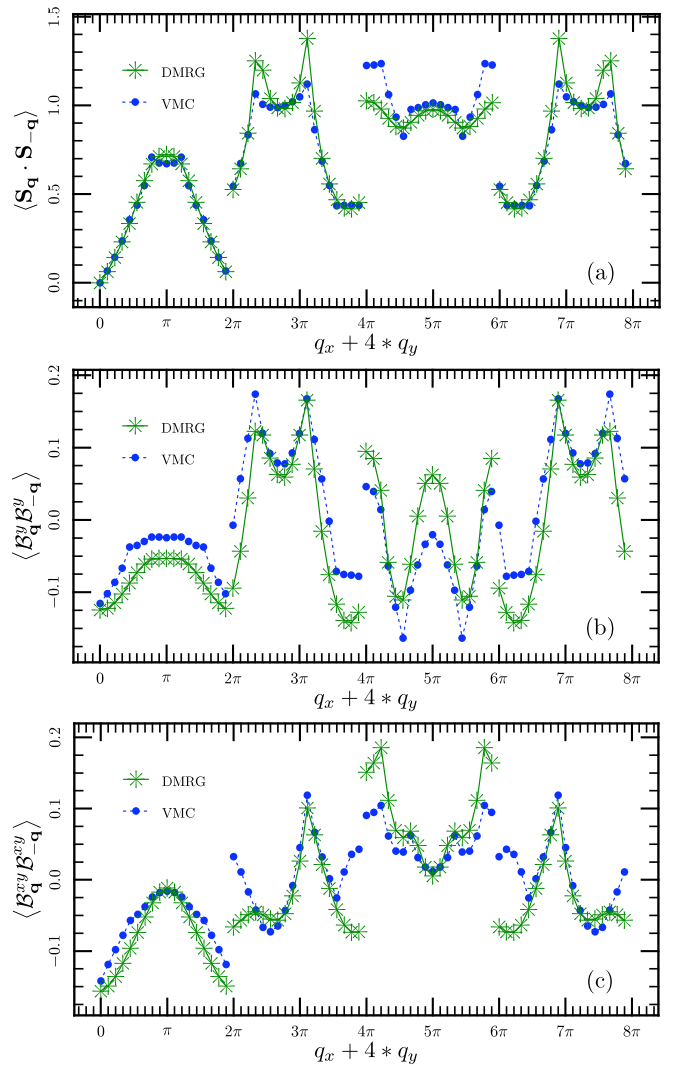 1.5
1.0
0.5
0.0
⟨S_q · S_−q⟩
DMRG
VMC
(a)
0 π 2π 3π 4π 5π 6π 7π 8π
q_x + 4 ∗ q_y
0.2
0.1
0.0
−0.1
⟨B^y_q B^y_−q⟩
DMRG
VMC
(b)
0 π 2π 3π 4π 5π 6π 7π 8π
q_x + 4 ∗ q_y
0.2
0.1
0.0
−0.1
⟨B^xy_q B^xy_−q⟩
DMRG
VMC
(c)
0 π 2π 3π 4π 5π 6π 7π 8π
q_x + 4 ∗ q_y